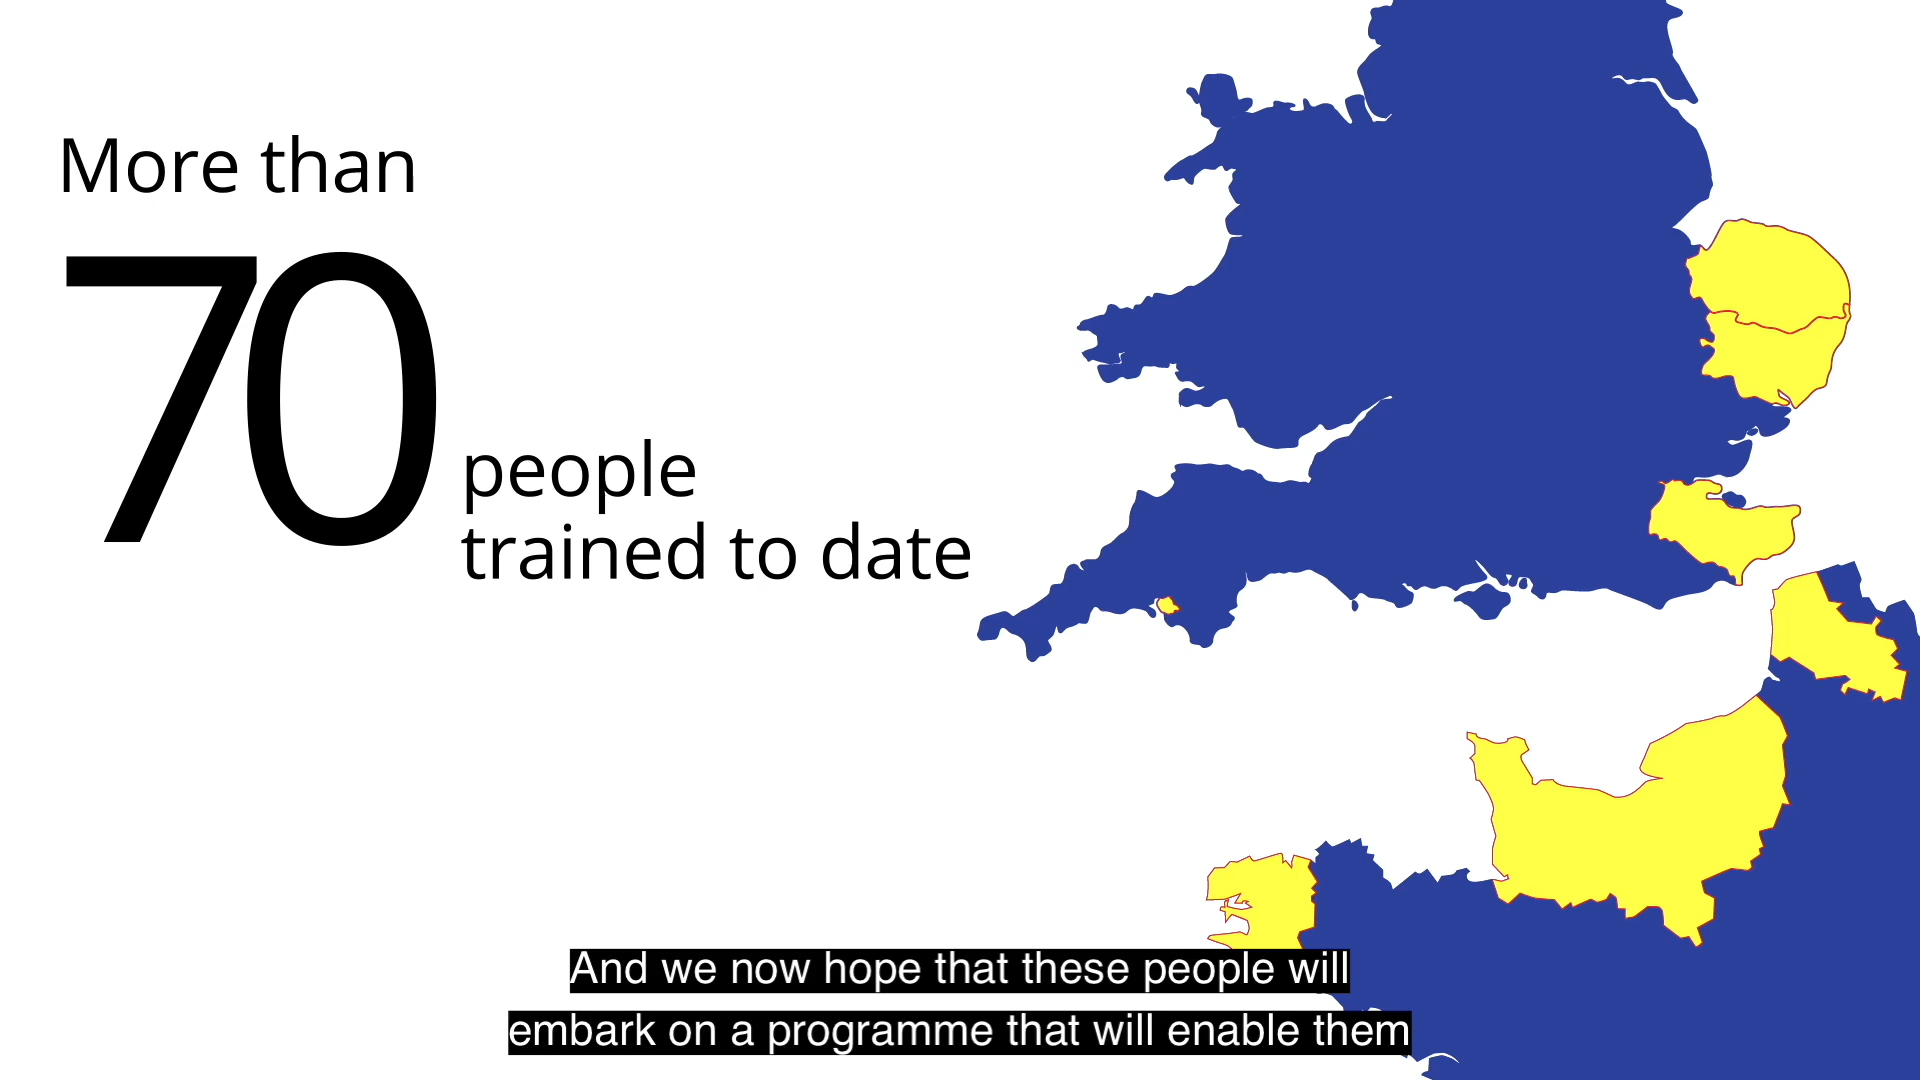 More than
70
people
trained to date
And we now hope that these people will
embark on a programme that will enable them